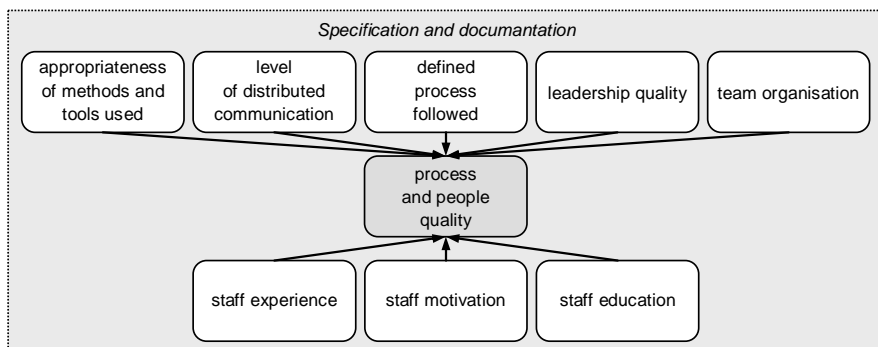 Specification and documantation
appropriateness
of methods and
tools used
level
of distributed
communication
defined
process
followed
leadership quality
team organisation
process
and people
quality
staff experience
staff motivation
staff education